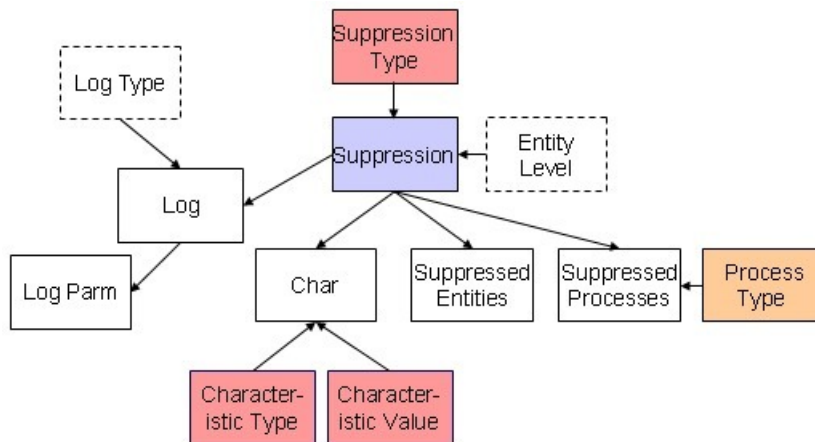 Suppression
Type
Log Type
Suppression
Entity
Level
Log
Log Parm
Char
Suppressed
Entities
Suppressed
Processes
Process
Type
Character-
istic Type
Character-
istic Value